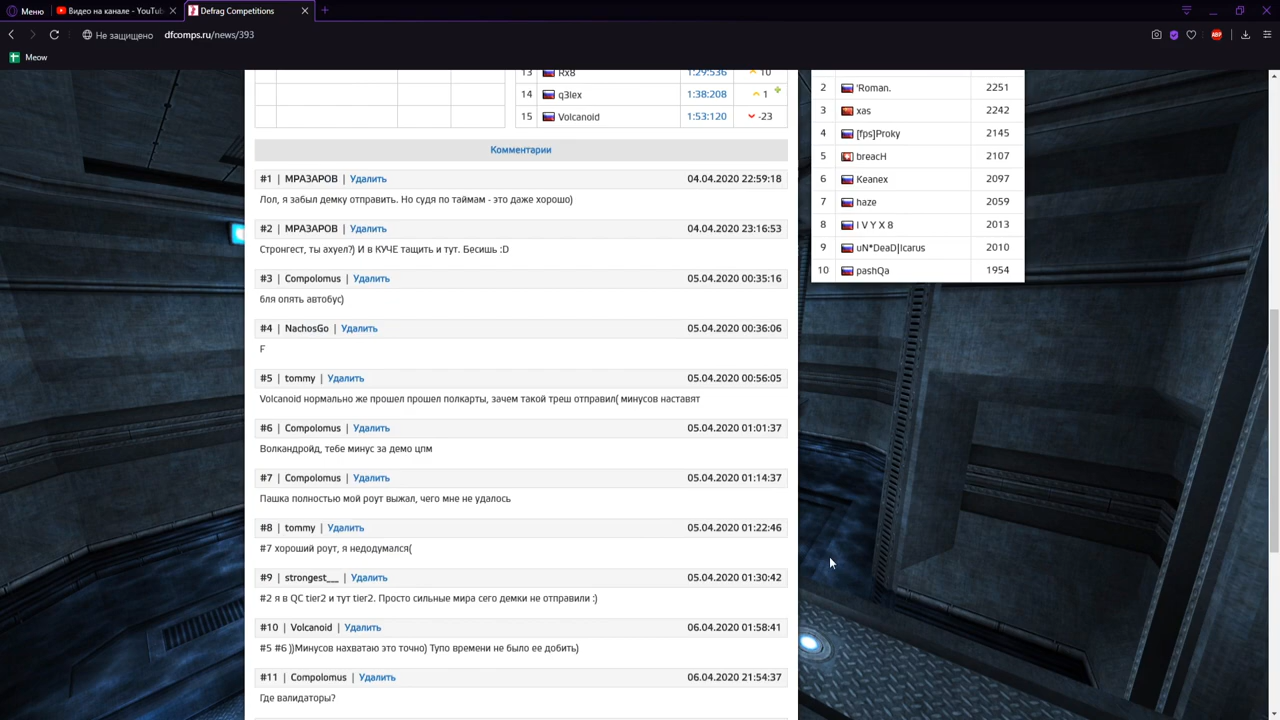 Меню
Видео на канале - YouTube
Defrag Competitions
Не защищено
dfcomps.ru/news/393
ABP
Meow
13 Rx8 1:29:536 10
14 q3lex 1:38:208 1
15 Volcanoid 1:53:120 -23
Комментарии
#1 | МРАЗАРОВ | Удалить 04.04.2020 22:59:18
Лол, я забыл демку отправить. Но судя по таймам - это даже хорошо)
#2 | МРАЗАРОВ | Удалить 04.04.2020 23:16:53
Стронгест, ты ахуел?) И в КУЧЕ тащить и тут. Бесишь :D
#3 | Compolomus | Удалить 05.04.2020 00:35:16
бля опять автобус)
#4 | NachosGo | Удалить 05.04.2020 00:36:06
F
#5 | tommy | Удалить 05.04.2020 00:56:05
Volcanoid нормально же прошел прошел полкарты, зачем такой треш отправил( минусов наставят
#6 | Compolomus | Удалить 05.04.2020 01:01:37
Волкандройд, тебе минус за демо цпм
#7 | Compolomus | Удалить 05.04.2020 01:14:37
Пашка полностью мой роут выжал, чего мне не удалось
#8 | tommy | Удалить 05.04.2020 01:22:46
#7 хороший роут, я недодумался(
#9 | strongest___ | Удалить 05.04.2020 01:30:42
#2 я в QC tier2 и тут tier2. Просто сильные мира сего демки не отправили :)
#10 | Volcanoid | Удалить 06.04.2020 01:58:41
#5 #6 ))Минусов нахватаю это точно) Тупо времени не было ее добить)
#11 | Compolomus | Удалить 06.04.2020 21:54:37
Где валидаторы?
2 'Roman. 2251
3 xas 2242
4 [fps]Proky 2145
5 breacH 2107
6 Keanex 2097
7 haze 2059
8 I V Y X 8 2013
9 uN*DeaD|Icarus 2010
10 pashQa 1954